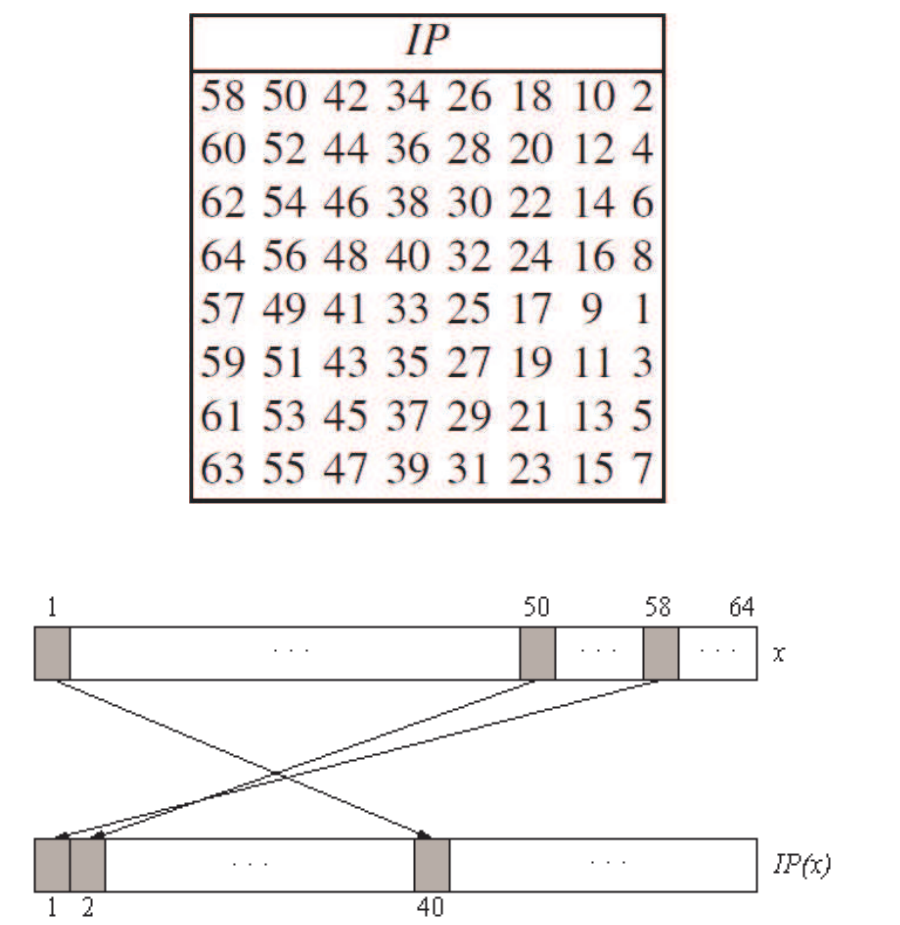 IP
58 50 42 34 26 18 10 2
60 52 44 36 28 20 12 4
62 54 46 38 30 22 14 6
64 56 48 40 32 24 16 8
57 49 41 33 25 17 9 1
59 51 43 35 27 19 11 3
61 53 45 37 29 21 13 5
63 55 47 39 31 23 15 7
1 50 58 64
. . . . . . . . . x
. . . . . . IP(x)
1 2 40